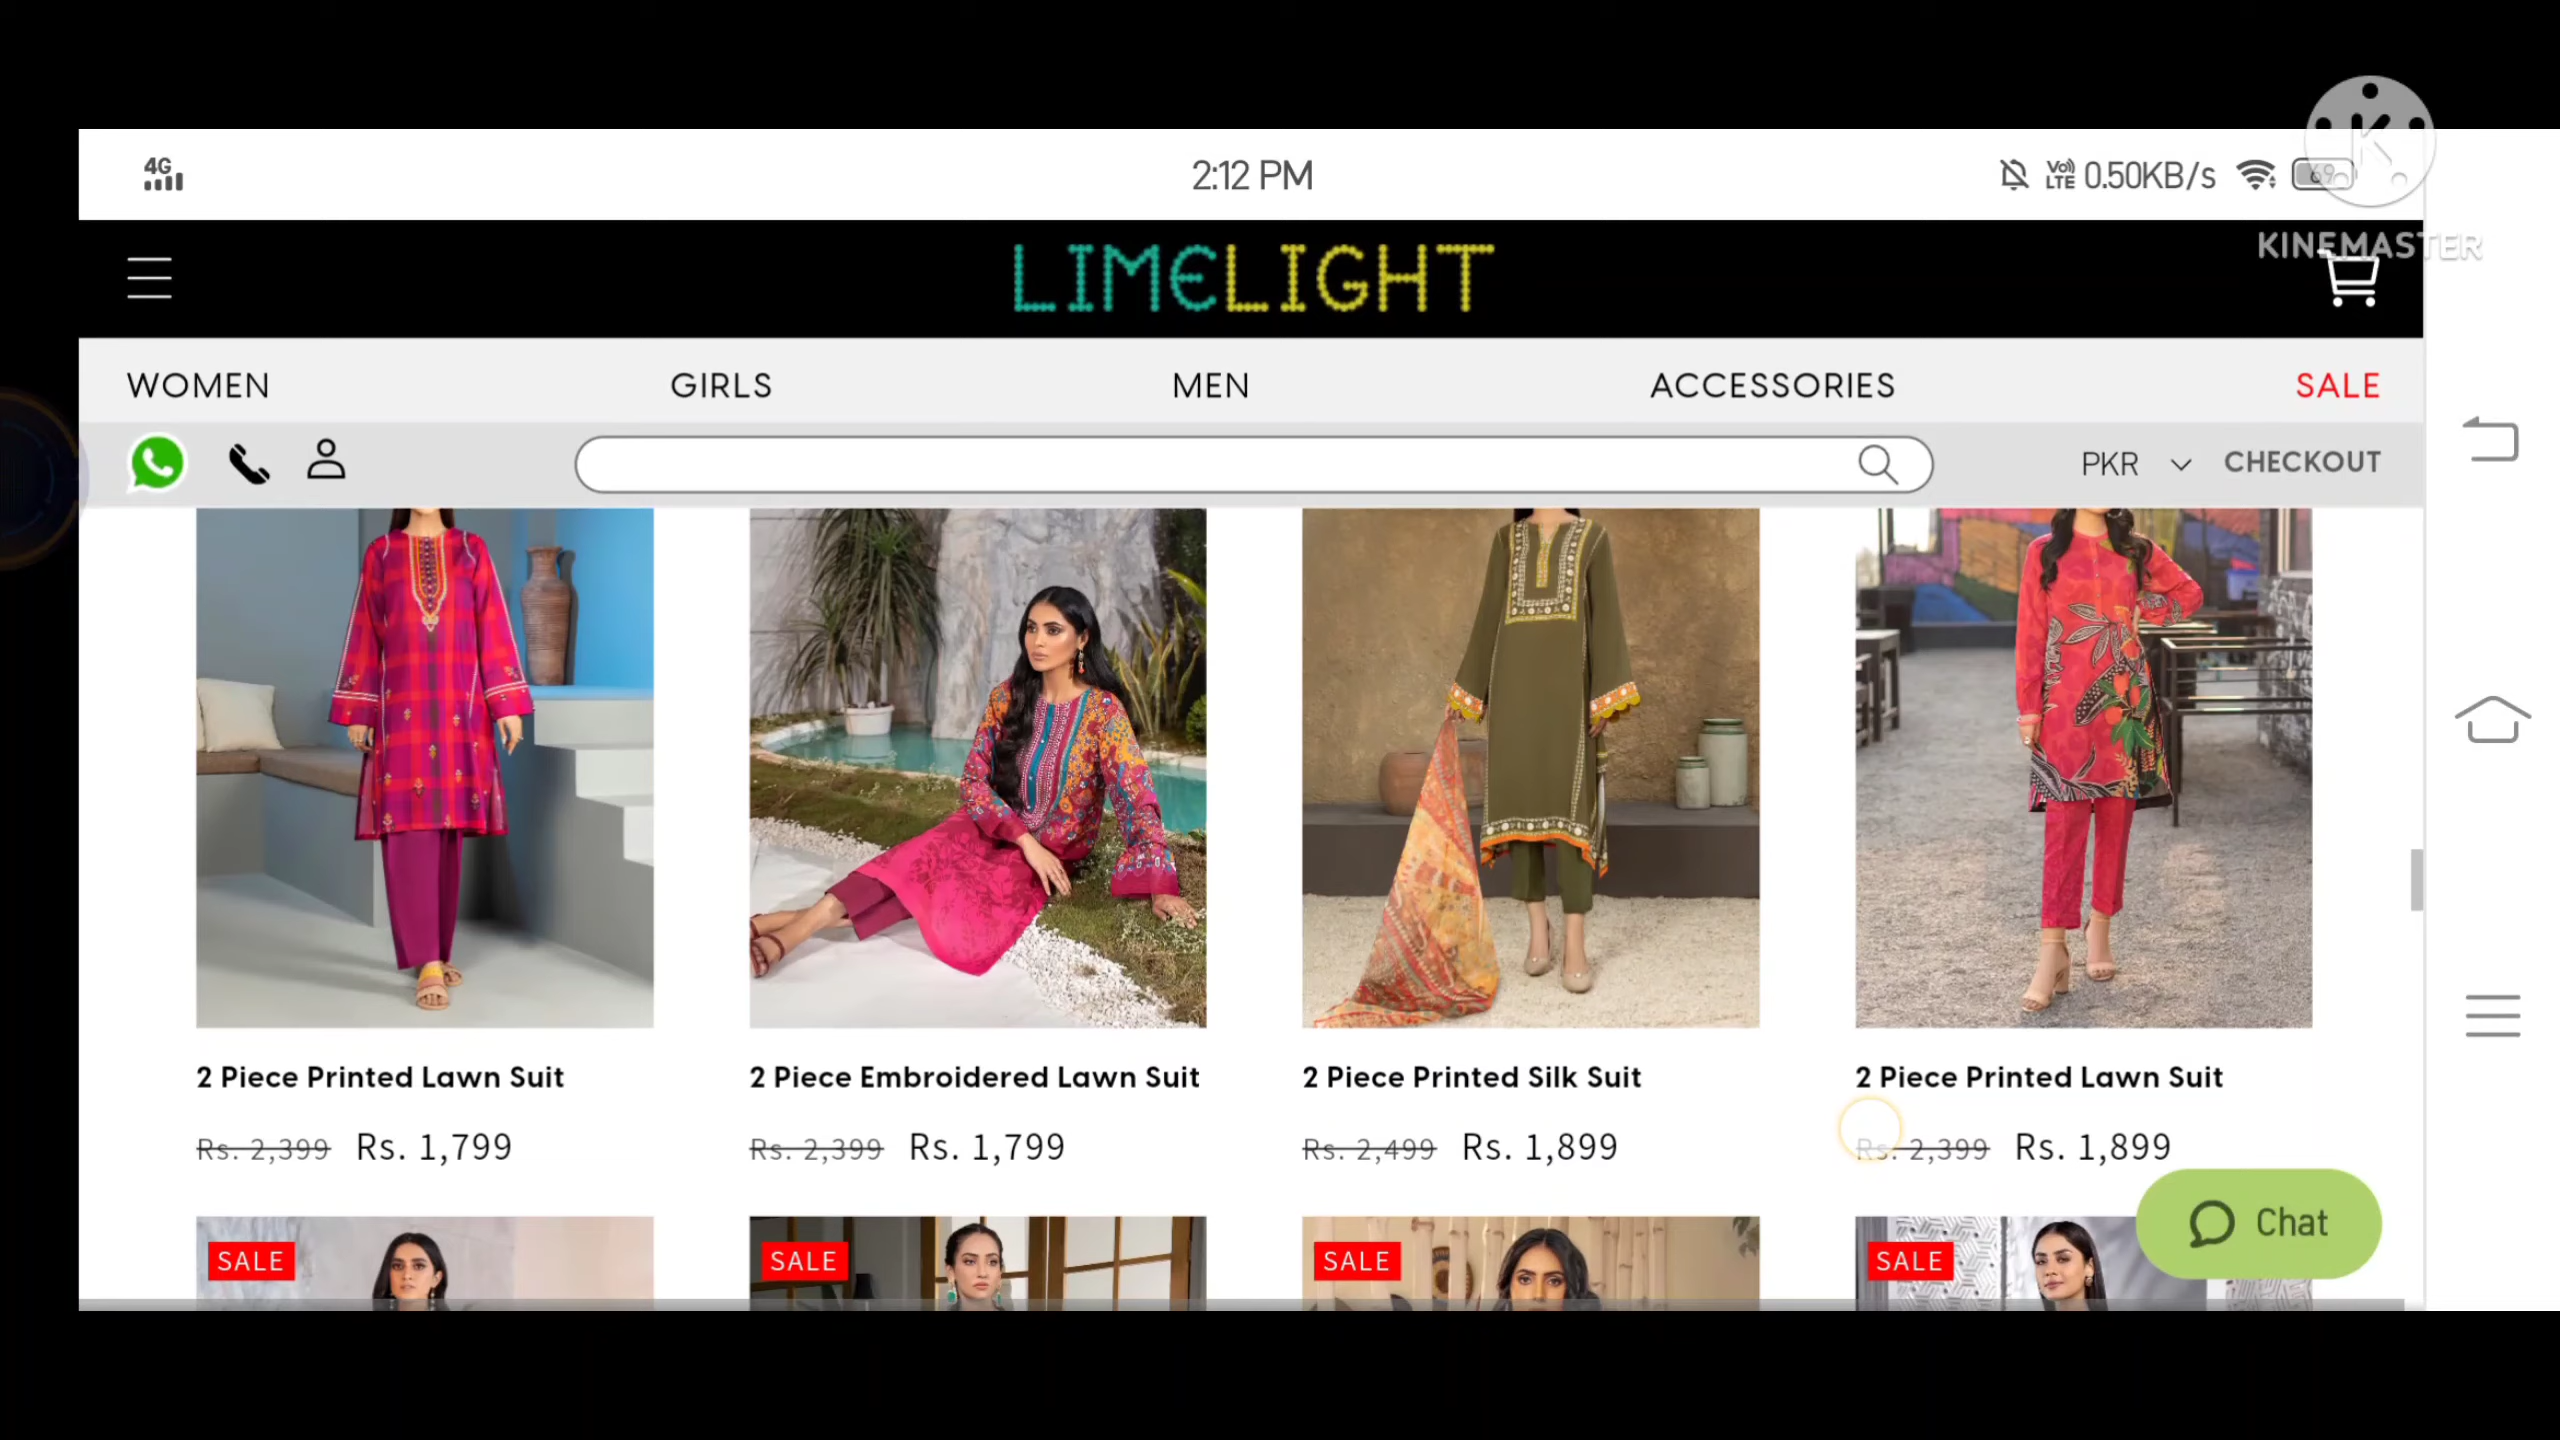 4G
2:12 PM
Vo) LTE 0.50KB/s
69
K
KINEMASTER
LIMELIGHT
WOMEN GIRLS MEN ACCESSORIES SALE
PKR CHECKOUT
2 Piece Printed Lawn Suit
Rs. 2,399 Rs. 1,799
2 Piece Embroidered Lawn Suit
Rs. 2,399 Rs. 1,799
2 Piece Printed Silk Suit
Rs. 2,499 Rs. 1,899
2 Piece Printed Lawn Suit
Rs. 2,399 Rs. 1,899
Chat
SALE
SALE
SALE
SALE